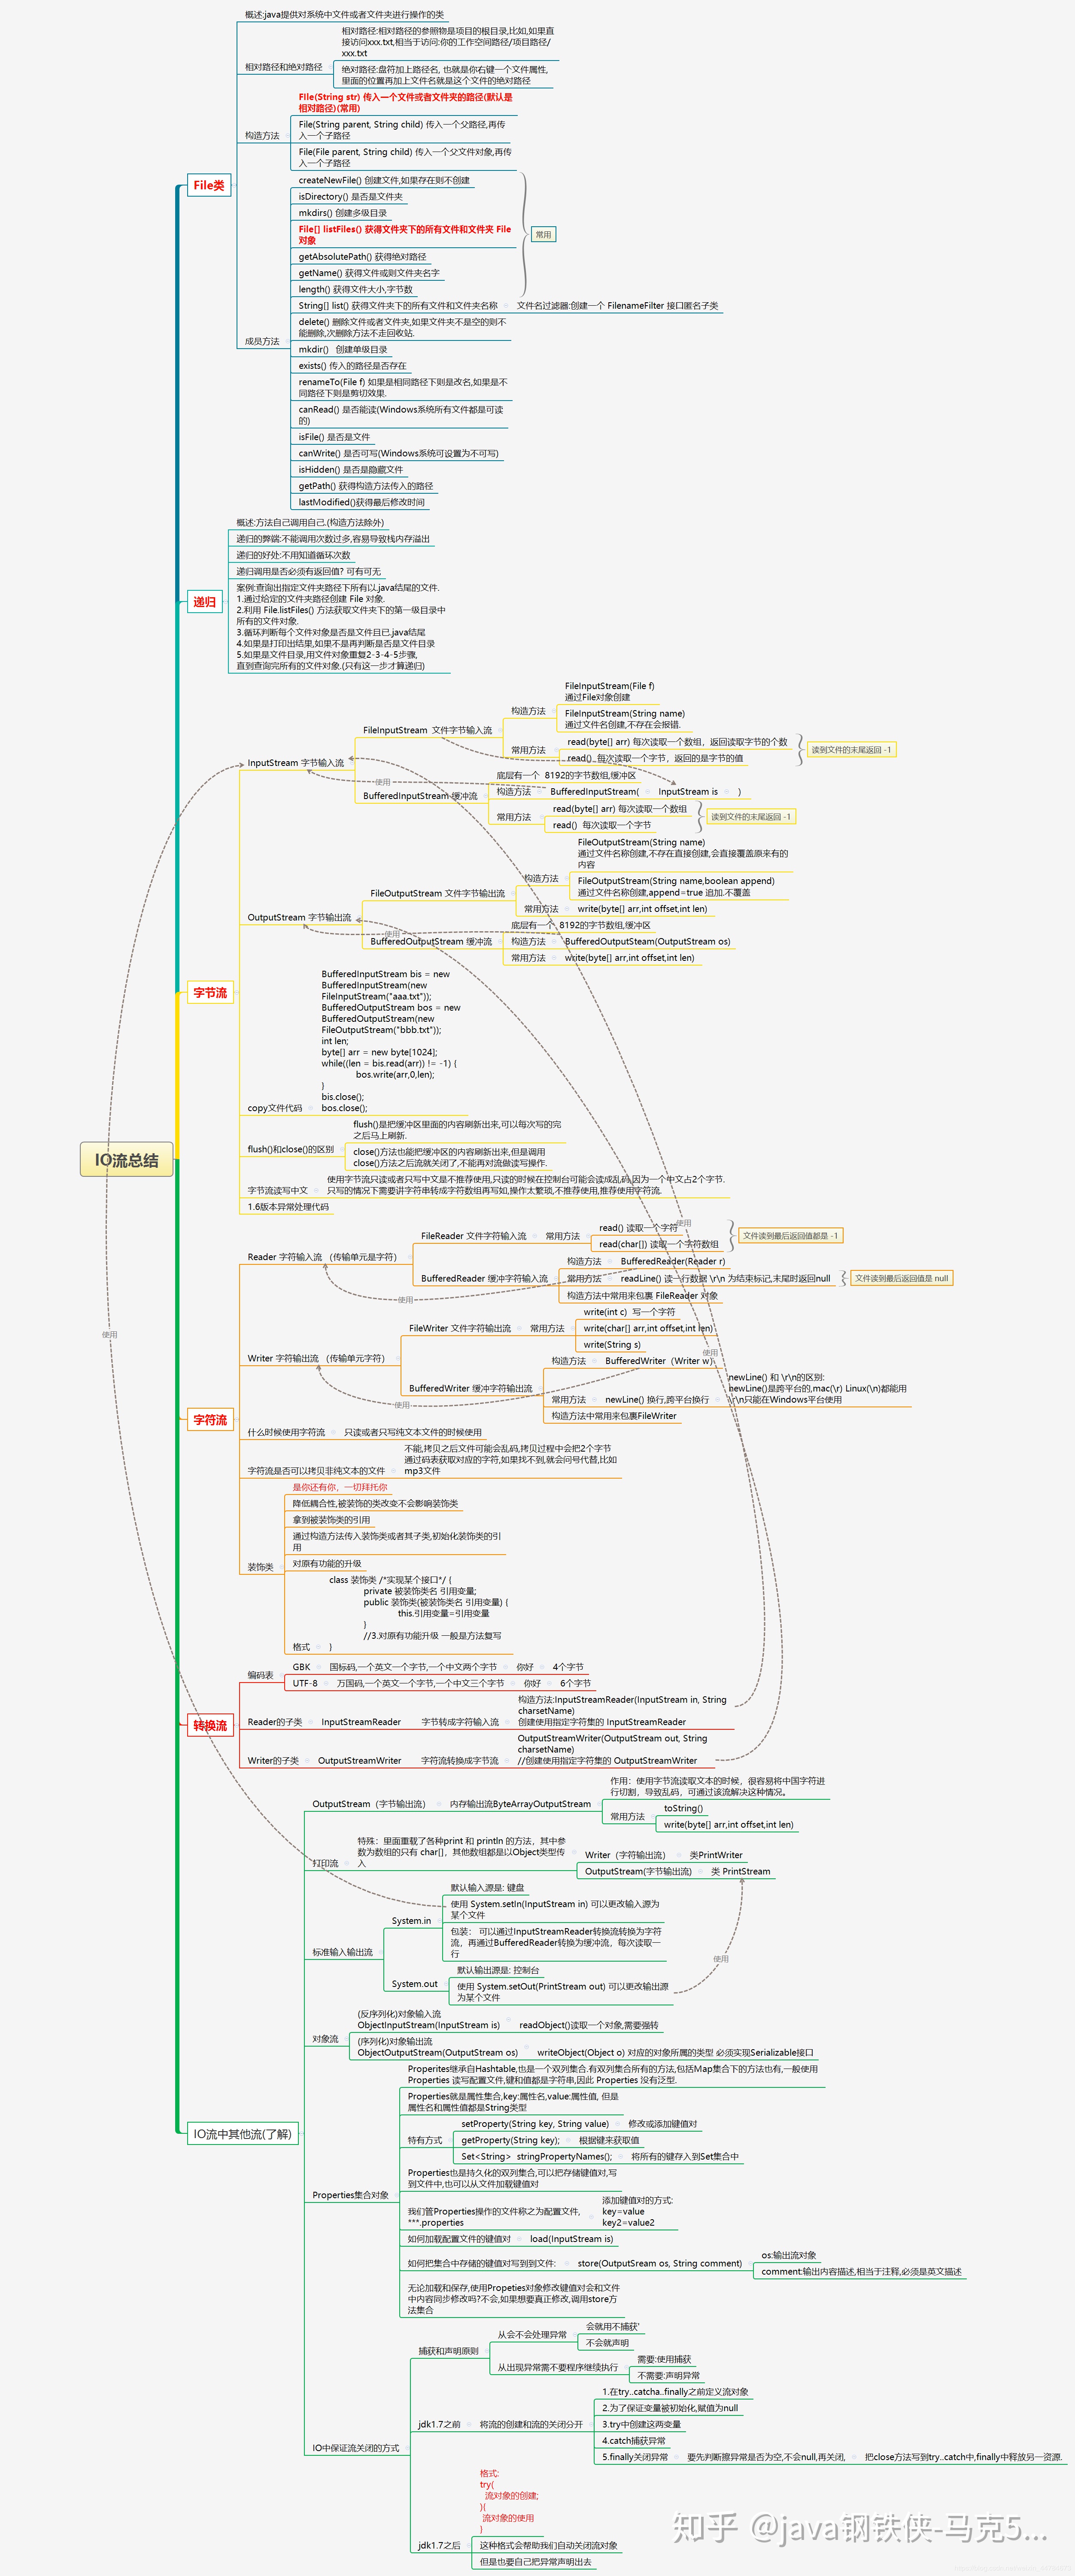 IO流总结
File类
概述:java提供对系统中文件或者文件夹进行操作的类
相对路径和绝对路径
相对路径:相对路径的参照物是项目的根目录,比如,如果直
接访问xxx.txt,相当于访问:你的工作空间路径/项目路径/
xxx.txt
绝对路径:盘符加上路径名, 也就是你右键一个文件属性,
里面的位置再加上文件名就是这个文件的绝对路径
构造方法
FIle(String str) 传入一个文件或者文件夹的路径(默认是
相对路径)(常用)
File(String parent, String child) 传入一个父路径,再传
入一个子路径
File(File parent, String child) 传入一个父文件对象,再传
入一个子路径
成员方法
createNewFile() 创建文件,如果存在则不创建
isDirectory() 是否是文件夹
mkdirs() 创建多级目录
File[] listFiles() 获得文件夹下的所有文件和文件夹 File
对象
getAbsolutePath() 获得绝对路径
getName() 获得文件或则文件夹名字
length() 获得文件大小,字节数
常用
String[] list() 获得文件夹下的所有文件和文件夹名称
文件名过滤器:创建一个 FilenameFilter 接口匿名子类
delete() 删除文件或者文件夹,如果文件夹不是空的则不
能删除,次删除方法不走回收站.
mkdir() 创建单级目录
exists() 传入的路径是否存在
renameTo(File f) 如果是相同路径下则是改名,如果是不
同路径下则是剪切效果.
canRead() 是否能读(Windows系统所有文件都是可读
的)
isFile() 是否是文件
canWrite() 是否可写(Windows系统可设置为不可写)
isHidden() 是否是隐藏文件
getPath() 获得构造方法传入的路径
lastModified()获得最后修改时间
递归
概述:方法自己调用自己.(构造方法除外)
递归的弊端:不能调用次数过多,容易导致栈内存溢出
递归的好处:不用知道循环次数
递归调用是否必须有返回值? 可有可无
案例:查询出指定文件夹路径下所有以.java结尾的文件.
1.通过给定的文件夹路径创建 File 对象.
2.利用 File.listFiles() 方法获取文件夹下的第一级目录中
所有的文件对象.
3.循环判断每个文件对象是否是文件且已.java结尾
4.如果是打印出结果,如果不是再判断是否是文件目录
5.如果是文件目录,用文件对象重复2-3-4-5步骤,
直到查询完所有的文件对象.(只有这一步才算递归)
字节流
InputStream 字节输入流
FileInputStream 文件字节输入流
构造方法
FileInputStream(File f)
通过File对象创建
FileInputStream(String name)
通过文件名创建,不存在会报错.
常用方法
read(byte[] arr) 每次读取一个数组，返回读取字节的个数
read() 每次读取一个字节，返回的是字节的值
读到文件的末尾返回 -1
使用
BufferedInputStream 缓冲流
底层有一个 8192的字节数组,缓冲区
构造方法
BufferedInputStream(
InputStream is
)
常用方法
read(byte[] arr) 每次读取一个数组
read() 每次读取一个字节
读到文件的末尾返回 -1
OutputStream 字节输出流
FileOutputStream 文件字节输出流
构造方法
FileOutputStream(String name)
通过文件名称创建,不存在直接创建,会直接覆盖原来有的
内容
FileOutputStream(String name,boolean append)
通过文件名称创建,append=true 追加.不覆盖
常用方法
write(byte[] arr,int offset,int len)
使用
BufferedOutputStream 缓冲流
底层有一个 8192的字节数组,缓冲区
构造方法
BufferedOutputSteam(OutputStream os)
常用方法
write(byte[] arr,int offset,int len)
copy文件代码
BufferedInputStream bis = new
BufferedInputStream(new
FileInputStream("aaa.txt"));
BufferedOutputStream bos = new
BufferedOutputStream(new
FileOutputStream("bbb.txt"));
int len;
byte[] arr = new byte[1024];
while((len = bis.read(arr)) != -1) {
bos.write(arr,0,len);
}
bis.close();
bos.close();
flush()和close()的区别
flush()是把缓冲区里面的内容刷新出来,可以每次写的完
之后马上刷新.
close()方法也能把缓冲区的内容刷新出来,但是调用
close()方法之后流就关闭了,不能再对流做读写操作.
字节流读写中文
使用字节流只读或者只写中文是不推荐使用,只读的时候在控制台可能会读成乱码,因为一个中文占2个字节.
只写的情况下需要讲字符串转成字符数组再写如,操作太繁琐,不推荐使用,推荐使用字符流.
1.6版本异常处理代码
字符流
Reader 字符输入流 （传输单元是字符）
FileReader 文件字符输入流
常用方法
read() 读取一个字符
read(char[]) 读取一个字符数组
使用
文件读到最后返回值都是 -1
BufferedReader 缓冲字符输入流
构造方法
BufferedReader(Reader r)
常用方法
readLine() 读一行数据 \r\n 为结束标记,末尾时返回null
文件读到最后返回值是 null
构造方法中常用来包裹 FileReader 对象
使用
使用
Writer 字符输出流 （传输单元字符）
FileWriter 文件字符输出流
常用方法
write(int c) 写一个字符
write(char[] arr,int offset,int len)
write(String s)
使用
BufferedWriter 缓冲字符输出流
构造方法
BufferedWriter（Writer w）
常用方法
newLine() 换行,跨平台换行
newLine() 和 \r\n的区别:
newLine()是跨平台的,mac(\r) Linux(\n)都能用
\r\n只能在Windows平台使用
构造方法中常用来包裹FileWriter
使用
什么时候使用字符流
只读或者只写纯文本文件的时候使用
字符流是否可以拷贝非纯文本的文件
不能,拷贝之后文件可能会乱码,拷贝过程中会把2个字节
通过码表获取对应的字符,如果找不到,就会问号代替,比如
mp3文件
装饰类
是你还有你，一切拜托你
降低耦合性,被装饰的类改变不会影响装饰类
拿到被装饰类的引用
通过构造方法传入装饰类或者其子类,初始化装饰类的引
用
对原有功能的升级
格式
class 装饰类 /*实现某个接口*/ {
private 被装饰类名 引用变量;
public 装饰类(被装饰类名 引用变量) {
this.引用变量=引用变量
}
//3.对原有功能升级 一般是方法复写
}
转换流
编码表
GBK
国标码,一个英文一个字节,一个中文两个字节
你好
4个字节
UTF-8
万国码,一个英文一个字节,一个中文三个字节
你好
6个字节
Reader的子类
InputStreamReader
字节转成字符输入流
构造方法:InputStreamReader(InputStream in, String
charsetName)
创建使用指定字符集的 InputStreamReader
Writer的子类
OutputStreamWriter
字符流转换成字节流
OutputStreamWriter(OutputStream out, String
charsetName)
//创建使用指定字符集的 OutputStreamWriter
IO流中其他流(了解)
OutputStream（字节输出流）
内存输出流ByteArrayOutputStream
作用：使用字节流读取文本的时候，很容易将中国字符进
行切割，导致乱码，可通过该流解决这种情况。
常用方法
toString()
write(byte[] arr,int offset,int len)
打印流
特殊：里面重载了各种print 和 println 的方法，其中参
数为数组的只有 char[]，其他数组都是以Object类型传
入
Writer（字符输出流）
类PrintWriter
OutputStream(字节输出流)
类 PrintStream
标准输入输出流
System.in
默认输入源是: 键盘
使用 System.setIn(InputStream in) 可以更改输入源为
某个文件
包装： 可以通过InputStreamReader转换流转换为字符
流，再通过BufferedReader转换为缓冲流，每次读取一
行
System.out
默认输出源是: 控制台
使用 System.setOut(PrintStream out) 可以更改输出源
为某个文件
使用
对象流
(反序列化)对象输入流
ObjectInputStream(InputStream is)
readObject()读取一个对象,需要强转
(序列化)对象输出流
ObjectOutputStream(OutputStream os)
writeObject(Object o) 对应的对象所属的类型 必须实现Serializable接口
Properties集合对象
Properites继承自Hashtable,也是一个双列集合.有双列集合所有的方法,包括Map集合下的方法也有,一般使用
Properties 读写配置文件,键和值都是字符串,因此 Properties 没有泛型.
Properties就是属性集合,key:属性名,value:属性值, 但是
属性名和属性值都是String类型
特有方式
setProperty(String key, String value)
修改或添加键值对
getProperty(String key);
根据键来获取值
Set<String> stringPropertyNames();
将所有的键存入到Set集合中
Properties也是持久化的双列集合,可以把存储键值对,写
到文件中,也可以从文件加载键值对
我们管Properties操作的文件称之为配置文件,
***.properties
添加键值对的方式:
key=value
key2=value2
如何加载配置文件的键值对
load(InputStream is)
如何把集合中存储的键值对写到到文件:
store(OutputSream os, String comment)
os:输出流对象
comment:输出内容描述,相当于注释,必须是英文描述
无论加载和保存,使用Propeties对象修改键值对会和文件
中内容同步修改吗?不会,如果想要真正修改,调用store方
法集合
IO中保证流关闭的方式
捕获和声明原则
从会不会处理异常
会就用不捕获'
不会就声明
从出现异常需不要程序继续执行
需要:使用捕获
不需要:声明异常
jdk1.7之前
将流的创建和流的关闭分开
1.在try..catcha..finally之前定义流对象
2.为了保证变量被初始化,赋值为null
3.try中创建这两变量
4.catch捕获异常
5.finally关闭异常
要先判断擦异常是否为空,不会null,再关闭,
把close方法写到try..catch中,finally中释放另一资源.
jdk1.7之后
格式:
try(
流对象的创建;
){
流对象的使用
}
这种格式会帮助我们自动关闭流对象
但是也要自己把异常声明出去
知乎 @java钢铁侠-马克5...